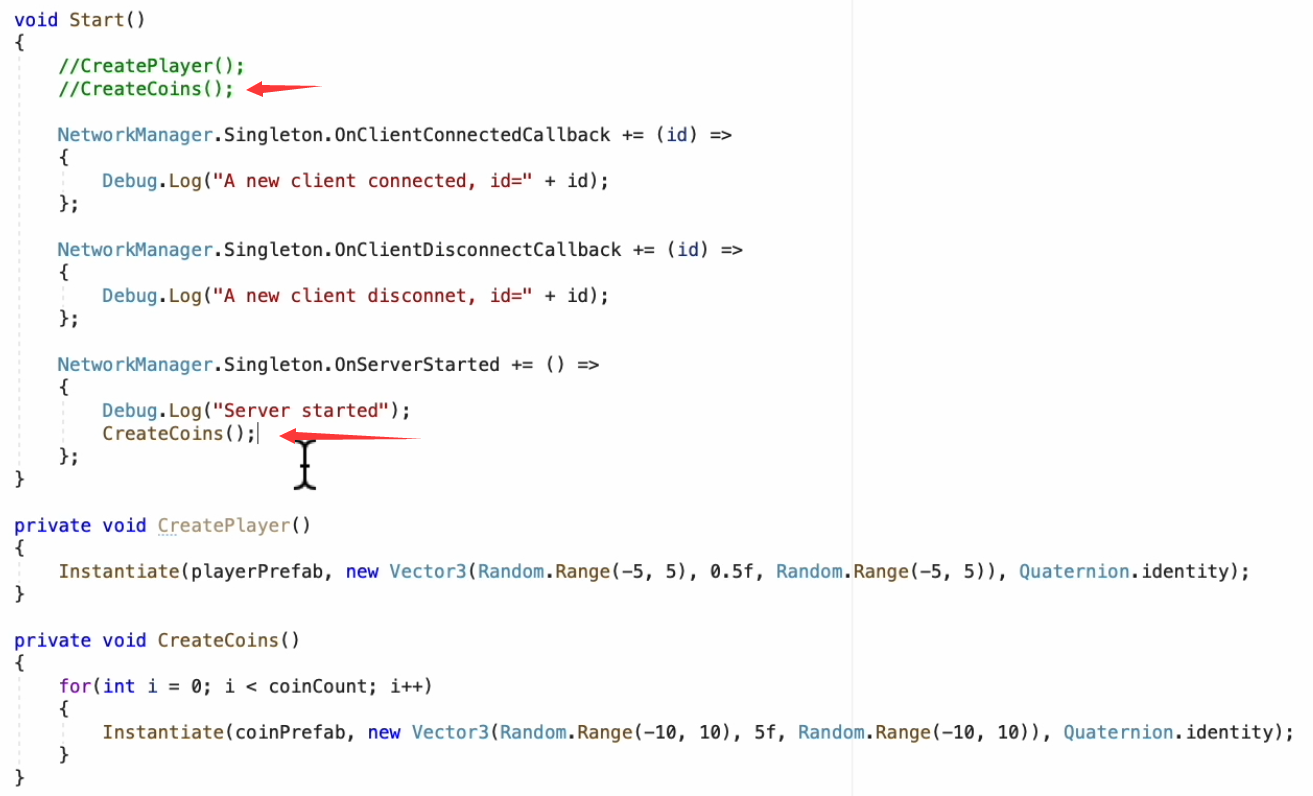 void Start()
{
//CreatePlayer();
//CreateCoins();
NetworkManager.Singleton.OnClientConnectedCallback += (id) =>
{
Debug.Log("A new client connected, id=" + id);
};
NetworkManager.Singleton.OnClientDisconnectCallback += (id) =>
{
Debug.Log("A new client disconnet, id=" + id);
};
NetworkManager.Singleton.OnServerStarted += () =>
{
Debug.Log("Server started");
CreateCoins();
};
}
private void CreatePlayer()
{
Instantiate(playerPrefab, new Vector3(Random.Range(-5, 5), 0.5f, Random.Range(-5, 5)), Quaternion.identity);
}
private void CreateCoins()
{
for(int i = 0; i < coinCount; i++)
{
Instantiate(coinPrefab, new Vector3(Random.Range(-10, 10), 5f, Random.Range(-10, 10)), Quaternion.identity);
}
}